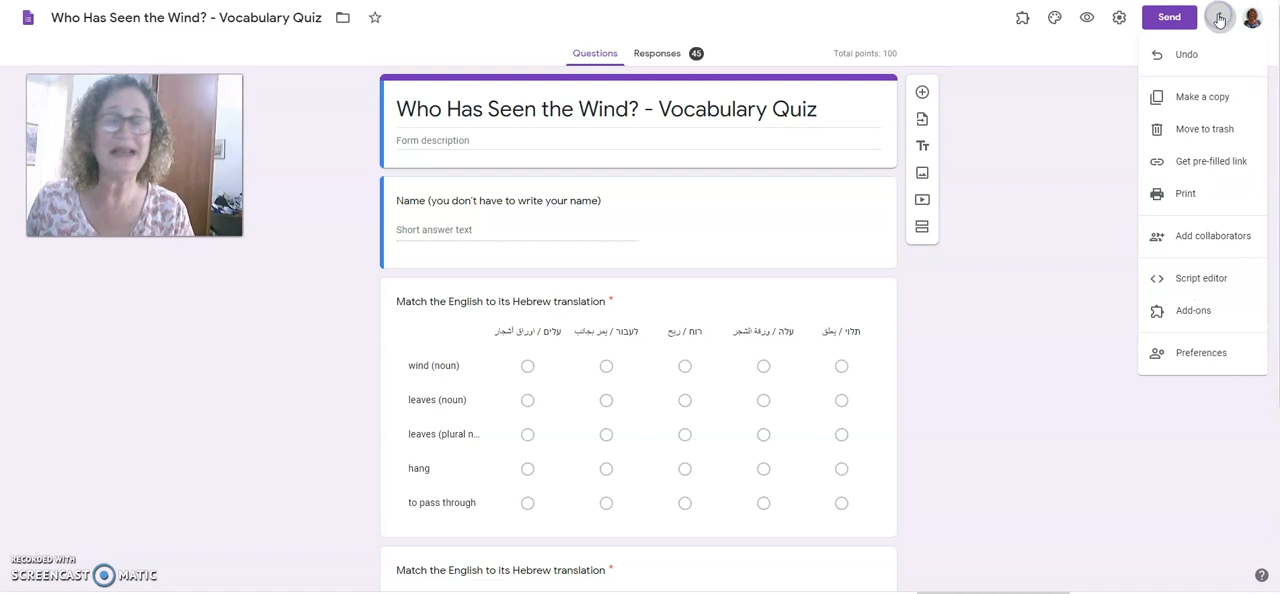 Who Has Seen the Wind? - Vocabulary Quiz
Send
Questions
Responses 45
Total points: 100
Undo
Make a copy
Move to trash
Get pre-filled link
Print
Add collaborators
Script editor
Add-ons
Preferences
Who Has Seen the Wind? - Vocabulary Quiz
Form description
Name (you don't have to write your name)
Short answer text
Match the English to its Hebrew translation *
עלים / اوراق أشجار
לעבור / يمر بجانب
רוח / ريح
עלה / ورقة الشجر
תלוי / يعلق
wind (noun)
leaves (noun)
leaves (plural n...
hang
to pass through
Match the English to its Hebrew translation *
RECORDED WITH
SCREENCAST MATIC